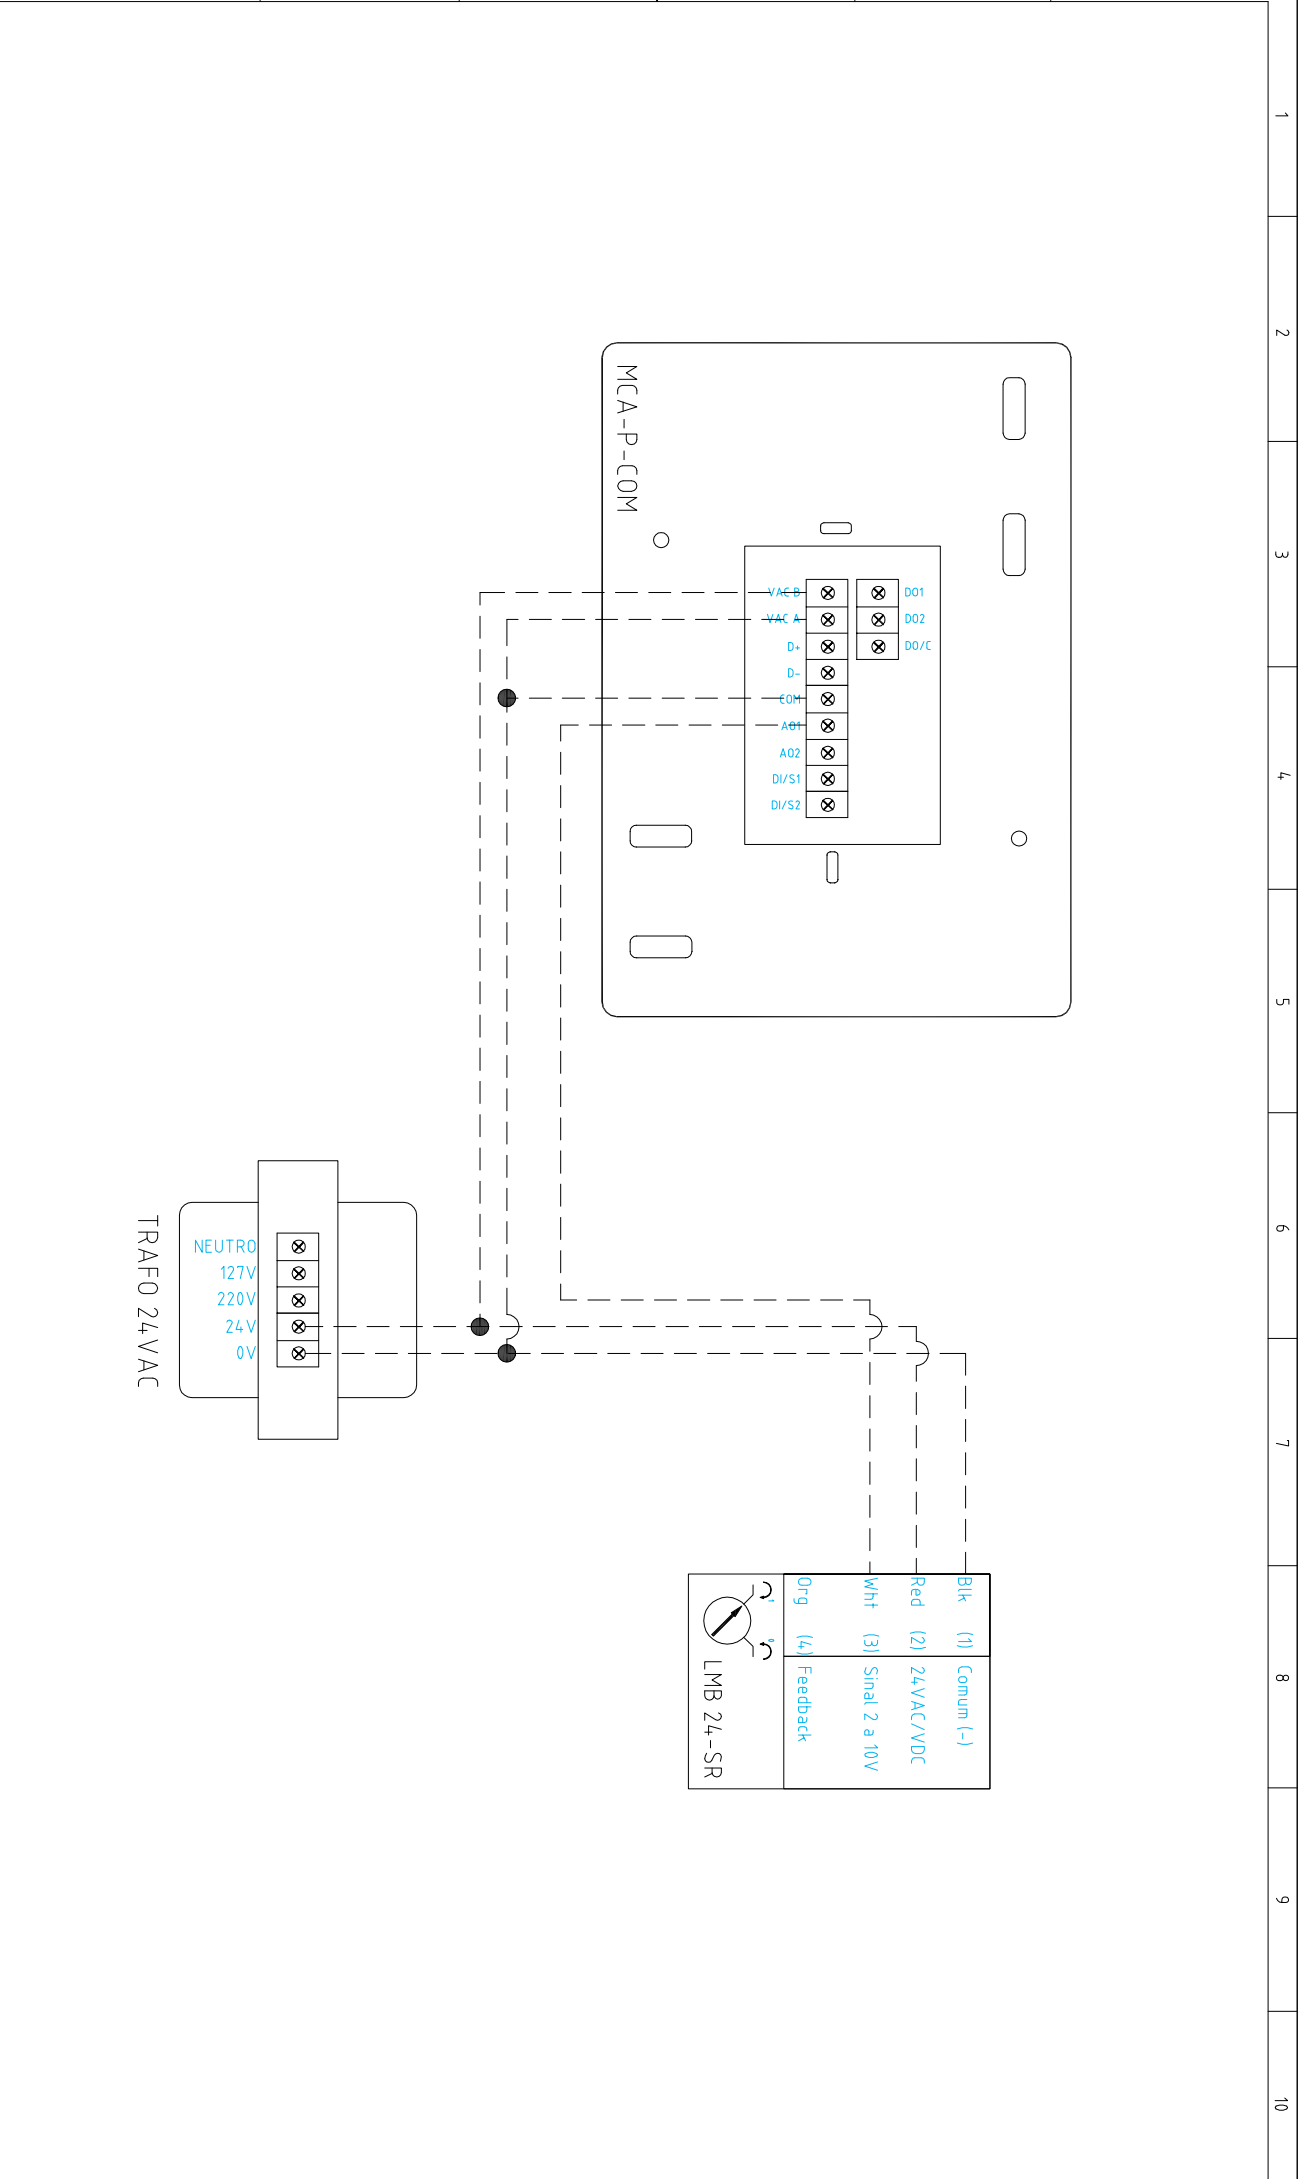 1
2
3
4
5
6
7
8
9
10
MCA-P-COM
VAC B
VAC A
D+
D-
COM
AO1
AO2
DI/S1
DI/S2
DO1
DO2
DO/C
TRAFO 24VAC
NEUTRO
127V
220V
24V
0V
Blk (1) Comum (-)
Red (2) 24VAC/VDC
Wht (3) Sinal 2 a 10V
Org (4) Feedback
1
0
LMB 24-SR